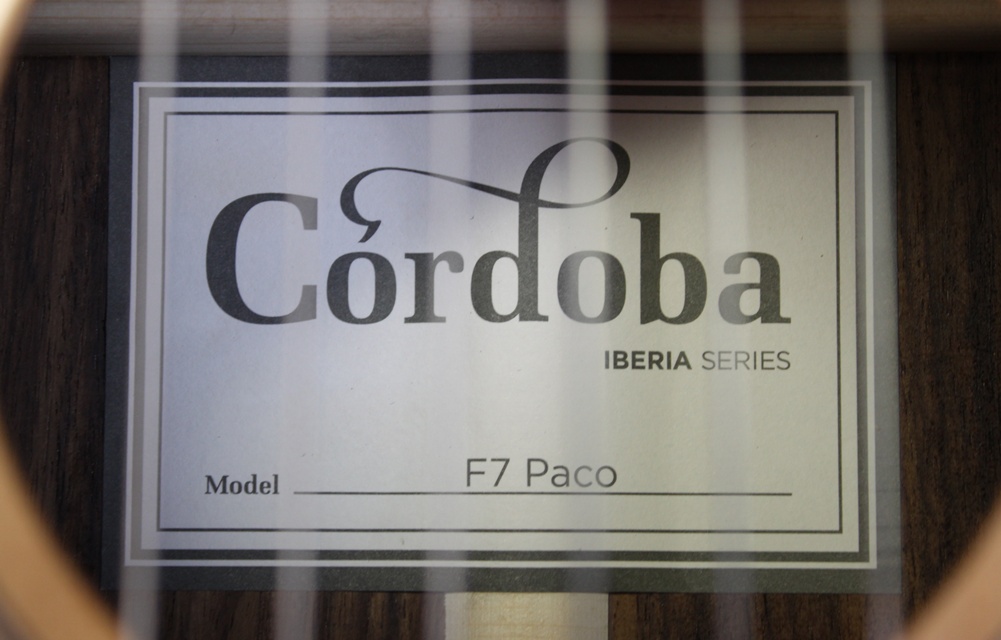 Córdoba
IBERIA SERIES
Model F7 Paco